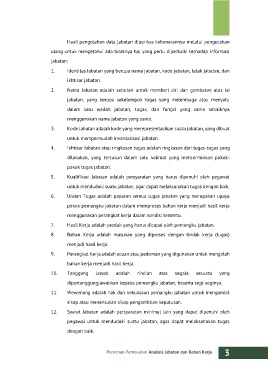 Hasil pengolahan data jabatan diperiksa kebenarannya melalui pengecekan
ulang untuk mengetahui ada tidaknya hal yang perlu diperbaiki terhadap informasi
jabatan:
1. Identitas Jabatan yang berupa nama jabatan, kode jabatan, letak jabatan, dan
ikhtisar jabatan.
2. Nama Jabatan adalah sebutan untuk memberi ciri dan gambaran atas isi
jabatan, yang berupa sekelompok tugas yang melembaga atau menyatu
dalam satu wadah jabatan, tugas, dan fungsi yang sama selaiknya
menggunakan nama jabatan yang sama.
3. Kode Jabatan adalah kode yang merepresentasikan suatu jabatan, yang dibuat
untuk mempermudah inventarisasi jabatan.
4. Ikhtisar Jabatan atau ringkasan tugas adalah ringkasan dari tugas-tugas yang
dilakukan, yang tersusun dalam satu kalimat yang mencerminkan pokok-
pokok tugas jabatan.
5. Kualifikasi Jabatan adalah persyaratan yang harus dipenuhi oleh pegawai
untuk menduduki suatu jabatan, agar dapat melaksanakan tugas dengan baik.
6. Uraian Tugas adalah paparan semua tugas jabatan yang merupakan upaya
pokok pemangku jabatan dalam memproses bahan kerja menjadi hasil kerja
menggunakan perangkat kerja dalam kondisi tertentu.
7. Hasil Kerja adalah produk yang harus dicapai oleh pemangku jabatan.
8. Bahan Kerja adalah masukan yang diproses dengan tindak kerja (tugas)
menjadi hasil kerja.
9. Perangkat Kerja adalah acuan atau pedoman yang digunakan untuk mengolah
bahan kerja menjadi hasil kerja.
10. Tanggung Jawab adalah rincian atas segala sesuatu yang
dipertanggungjawabkan kepada pemangku jabatan, beserta segi-seginya.
11. Wewenang adalah hak dan kekuasaan pemangku jabatan untuk mengambil
sikap atau menentukan sikap pengambilan keputusan.
12. Syarat Jabatan adalah persyaratan minimal lain yang dapat dipenuhi oleh
pegawai untuk menduduki suatu jabatan, agar dapat melaksanakan tugas
dengan baik.
Pedoman Penyusunan Analisis Jabatan dan Beban Kerja 3